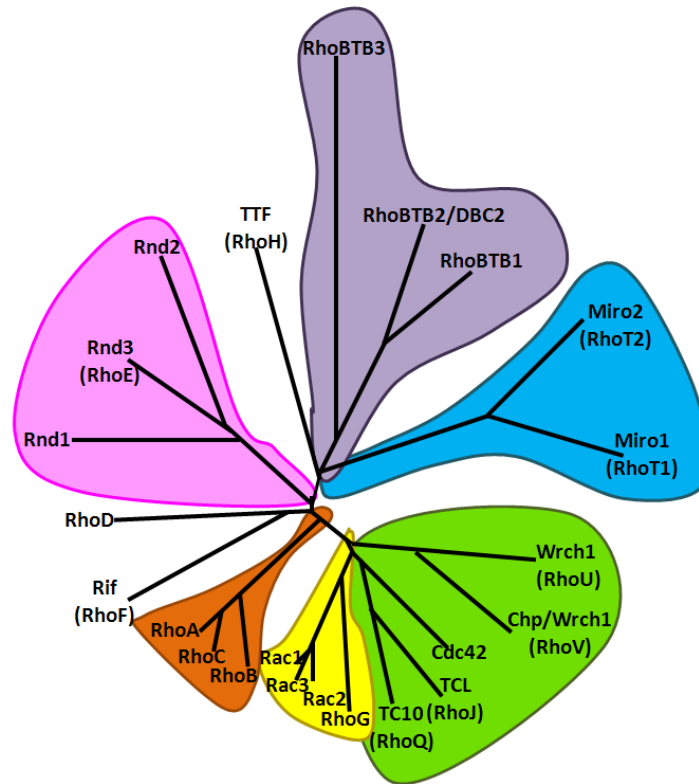 RhoBTB3
TTF
(RhoH)
RhoBTB2/DBC2
Rnd2
RhoBTB1
Miro2
(RhoT2)
Rnd3
(RhoE)
Rnd1
Miro1
(RhoT1)
RhoD
Rif
(RhoF)
Wrch1
(RhoU)
Chp/Wrch1
(RhoV)
RhoA
RhoC
RhoB
Cdc42
Rac1
Rac3
Rac2
RhoG
TCL
(RhoJ)
TC10
(RhoQ)